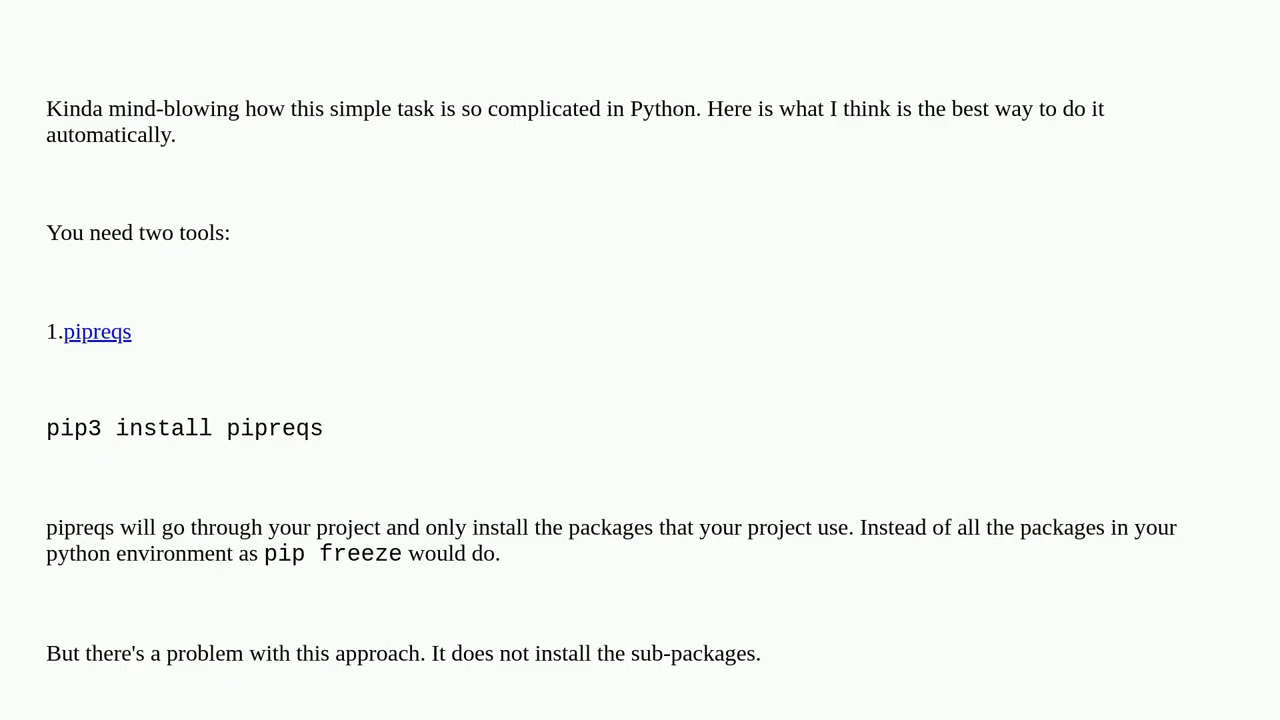 Kinda mind-blowing how this simple task is so complicated in Python. Here is what I think is the best way to do it
automatically.
You need two tools:
1.pipreqs
pip3 install pipreqs
pipreqs will go through your project and only install the packages that your project use. Instead of all the packages in your
python environment as pip freeze would do.
But there's a problem with this approach. It does not install the sub-packages.